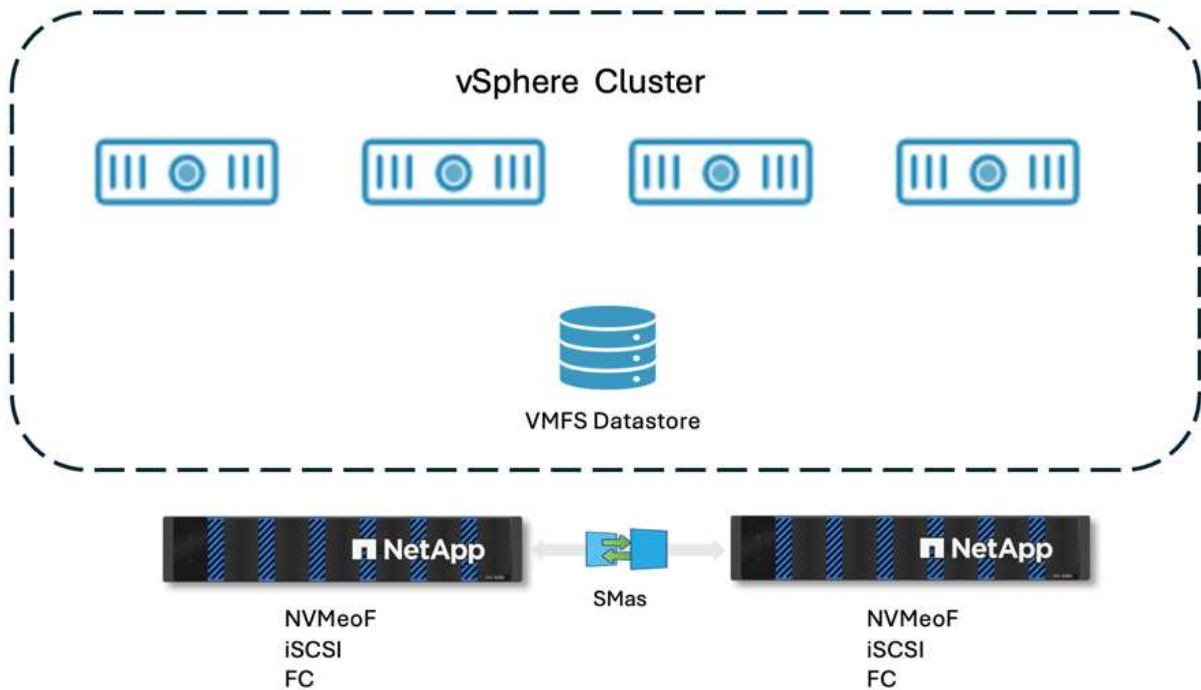 vSphere Cluster
VMFS Datastore
NetApp
NetApp
SMas
NVMeoF
iSCSI
FC
NVMeoF
iSCSI
FC